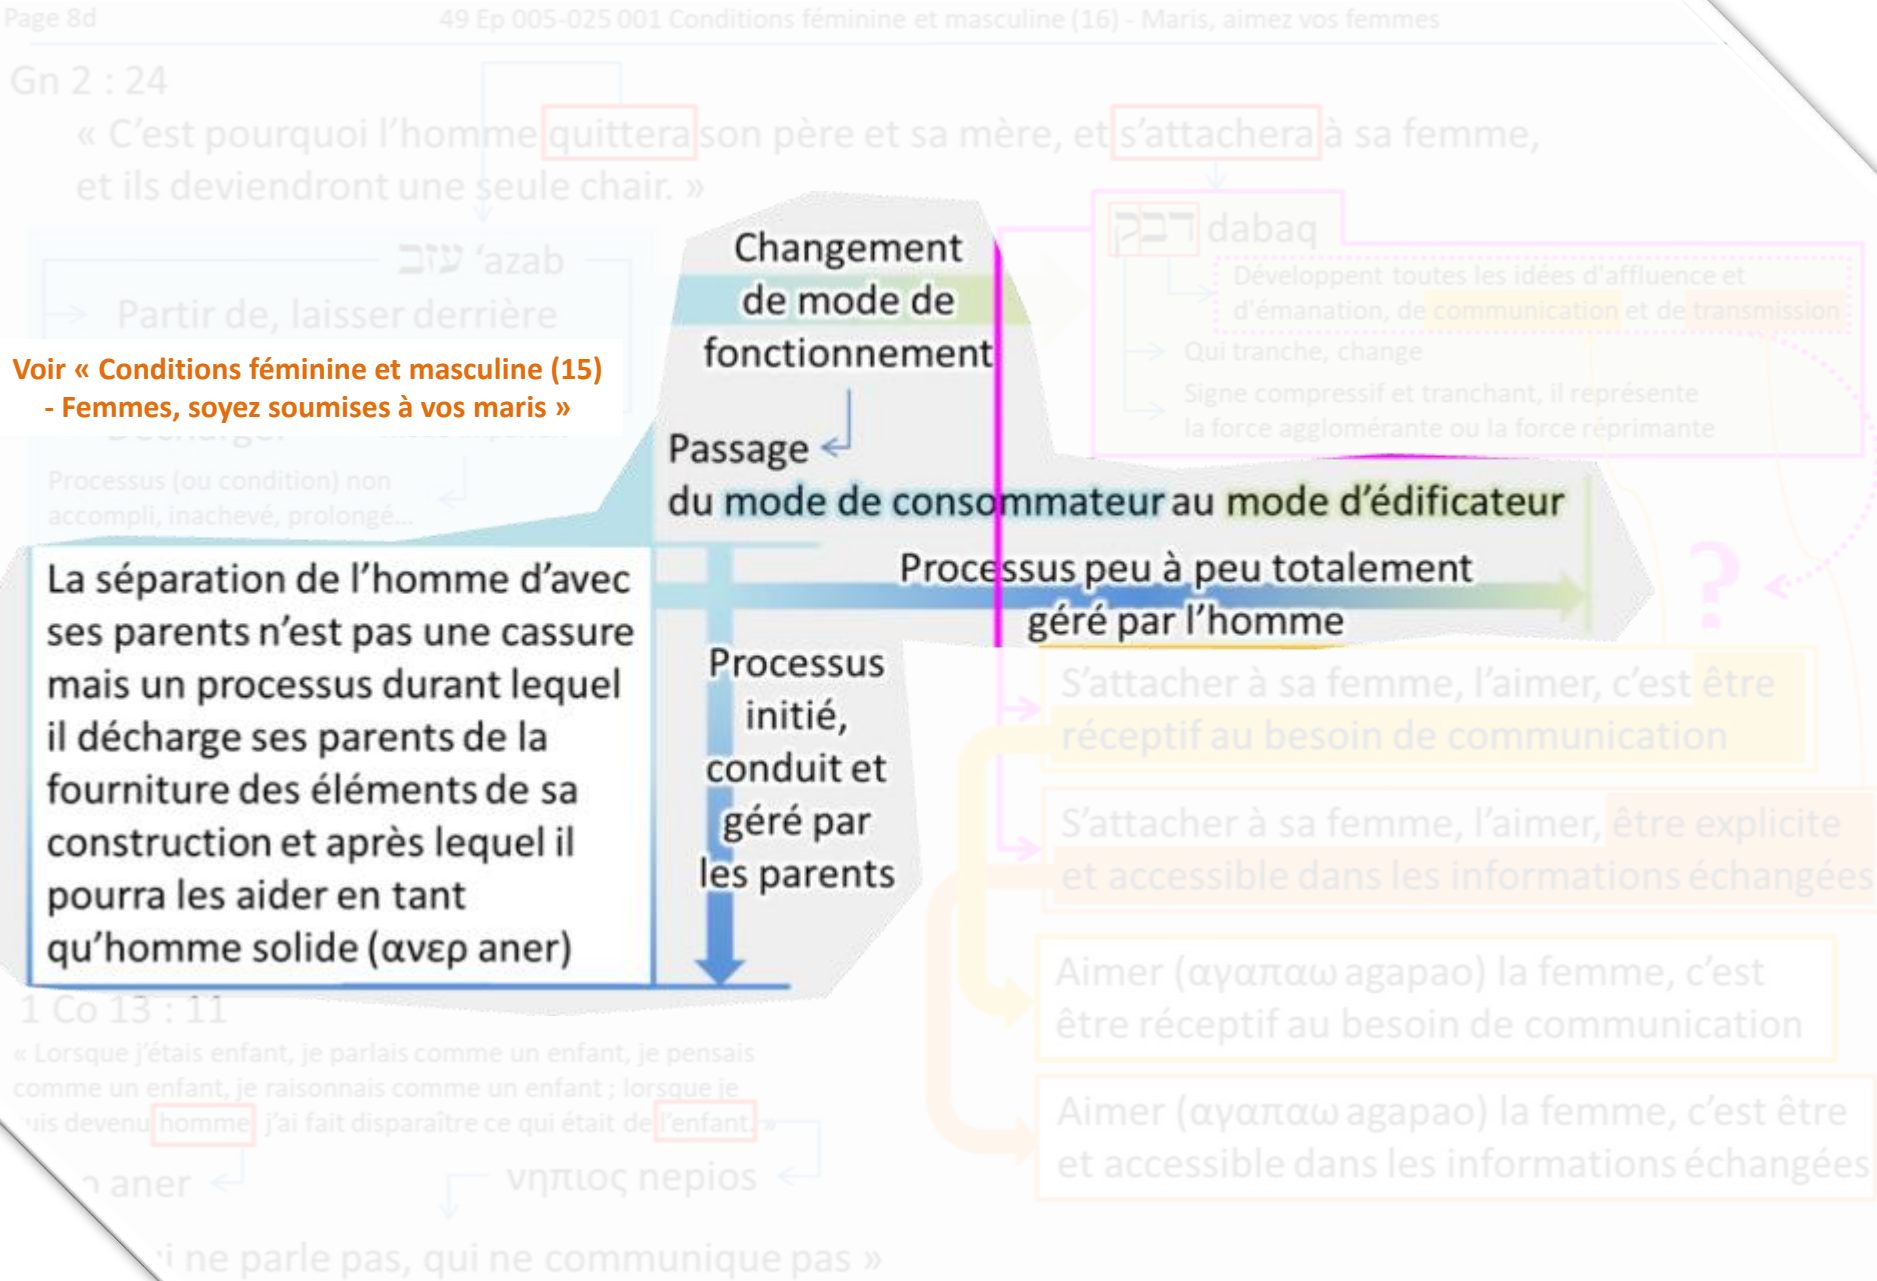 Page 8d
49 Ep 005-025 001 Conditions féminine et masculine (16) - Maris, aimez vos femmes
Gn 2 : 24
« C’est pourquoi l’homme quittera son père et sa mère, et s’attachera à sa femme,
et ils deviendront une seule chair. »
עזב ‘azab
Partir de, laisser derrière
Voir « Conditions féminine et masculine (15)
- Femmes, soyez soumises à vos maris »
Processus (ou condition) non
accompli, inachevé, prolongé...
Changement
de mode de
fonctionnement
Passage
du mode de consommateur au mode d’édificateur
Processus peu à peu totalement
géré par l’homme
La séparation de l’homme d’avec
ses parents n’est pas une cassure
mais un processus durant lequel
il décharge ses parents de la
fourniture des éléments de sa
construction et après lequel il
pourra les aider en tant
qu’homme solide (ανερ aner)
Processus
initié,
conduit et
géré par
les parents
דבק dabaq
Développent toutes les idées d'affluence et
d'émanation, de communication et de transmission
Qui tranche, change
Signe compressif et tranchant, il représente
la force agglomérante ou la force réprimante
?
S’attacher à sa femme, l’aimer, c’est être
réceptif au besoin de communication
S’attacher à sa femme, l’aimer, être explicite
et accessible dans les informations échangées
Aimer (αγαπαω agapao) la femme, c’est
être réceptif au besoin de communication
Aimer (αγαπαω agapao) la femme, c’est être
et accessible dans les informations échangées
1 Co 13 : 11
« Lorsque j’étais enfant, je parlais comme un enfant, je pensais
comme un enfant, je raisonnais comme un enfant ; lorsque je
devenu homme, j’ai fait disparaître ce qui était de l’enfant. »
aner
νηπιος nepios
ne parle pas, qui ne communique pas »